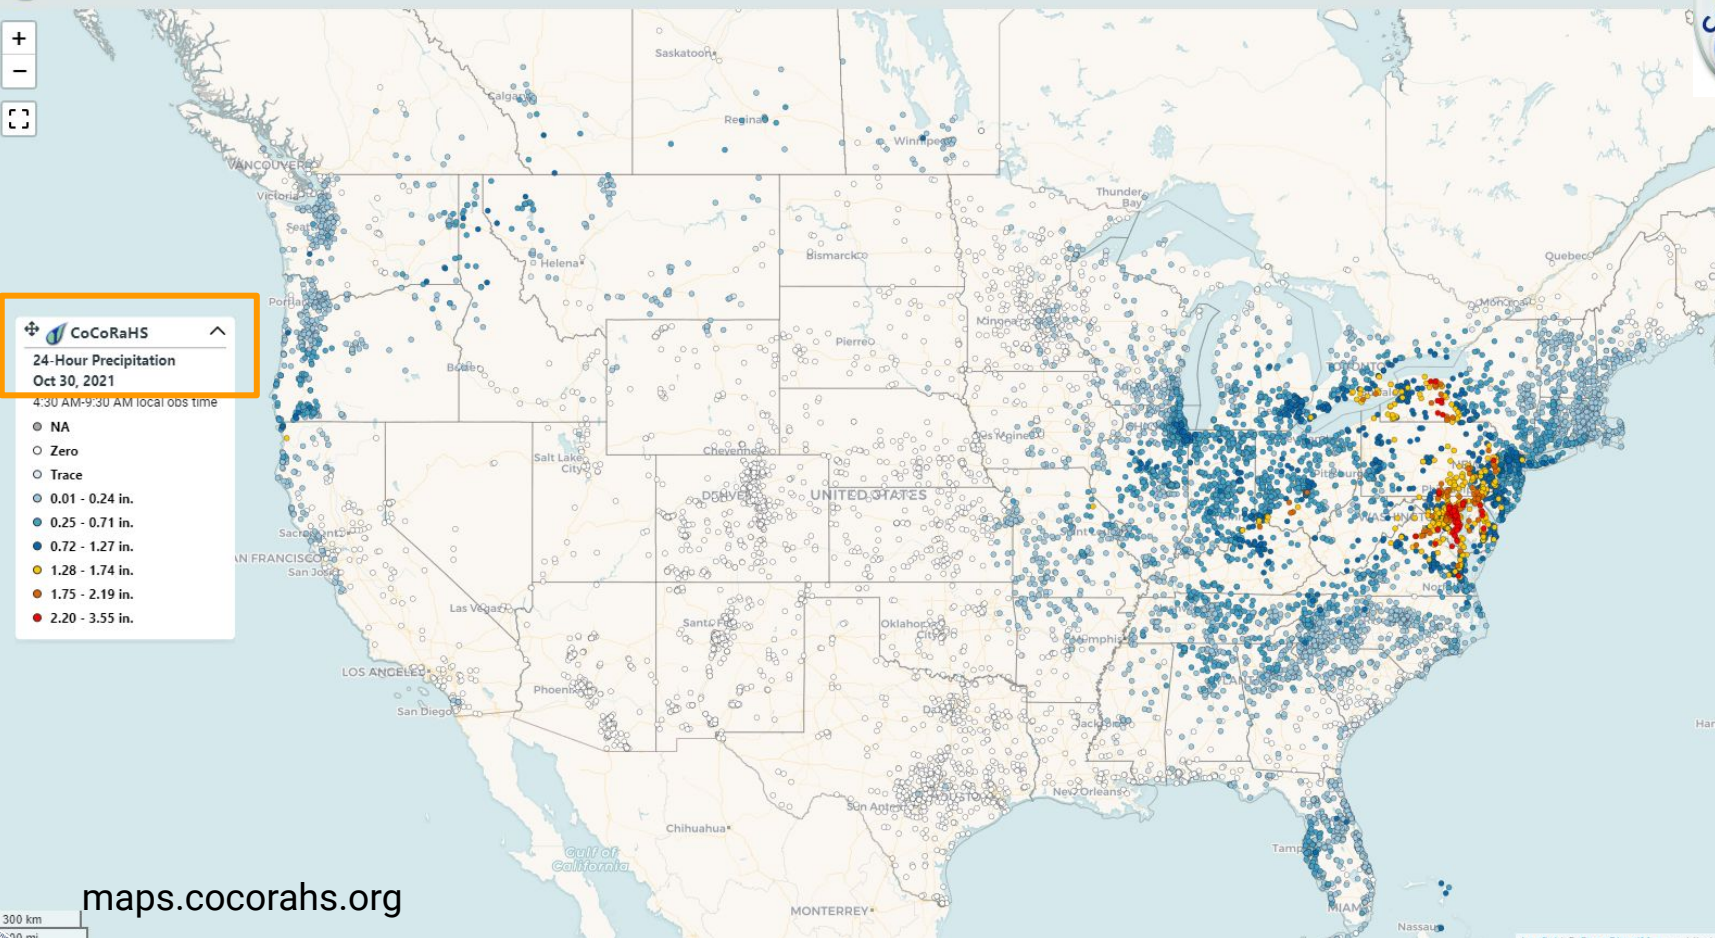 +
−
CoCoRaHS
24-Hour Precipitation
Oct 30, 2021
4:30 AM-9:30 AM local obs time
NA
Zero
Trace
0.01 - 0.24 in.
0.25 - 0.71 in.
0.72 - 1.27 in.
1.28 - 1.74 in.
1.75 - 2.19 in.
2.20 - 3.55 in.
Saskatoon
Calgary
Regina
Winnipeg
VANCOUVER
Victoria
Thunder
Bay
Quebec
Helena
Bismarck
Pierre
Cheyenne
Salt Lake
City
DENVER
UNITED STATES
SAN FRANCISCO
San Jose
Las Vegas
Santa Fe
Oklahoma
City
Memphis
LOS ANGELES
San Diego
Phoenix
New Orleans
San Antonio
HOUSTON
Chihuahua
Gulf of
California
MONTERREY
MIAMI
Nassau
maps.cocorahs.org
300 km